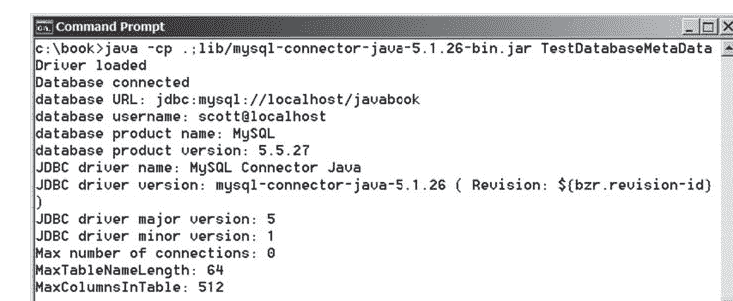 Command Prompt
c:\book>java -cp .;lib/mysql-connector-java-5.1.26-bin.jar TestDatabaseMetaData
Driver loaded
Database connected
database URL: jdbc:mysql://localhost/javabook
database username: scott@localhost
database product name: MySQL
database product version: 5.5.27
JDBC driver name: MySQL Connector Java
JDBC driver version: mysql-connector-java-5.1.26 ( Revision: ${bzr.revision-id}
)
JDBC driver major version: 5
JDBC driver minor version: 1
Max number of connections: 0
MaxTableNameLength: 64
MaxColumnsInTable: 512